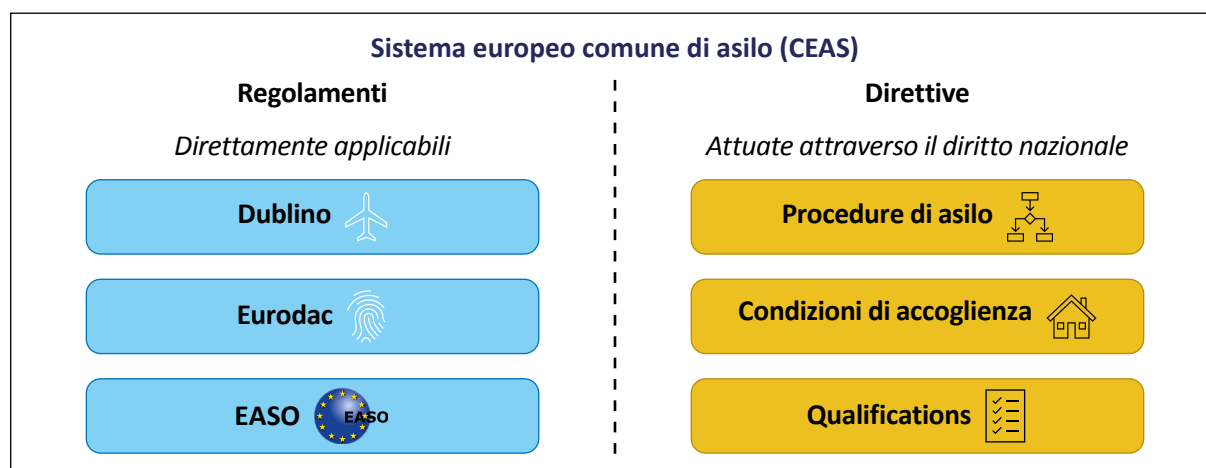 Sistema europeo comune di asilo (CEAS)
Regolamenti
Direttamente applicabili
Dublino
Eurodac
EASO
EASO
Direttive
Attuate attraverso il diritto nazionale
Procedure di asilo
Condizioni di accoglienza
Qualifications